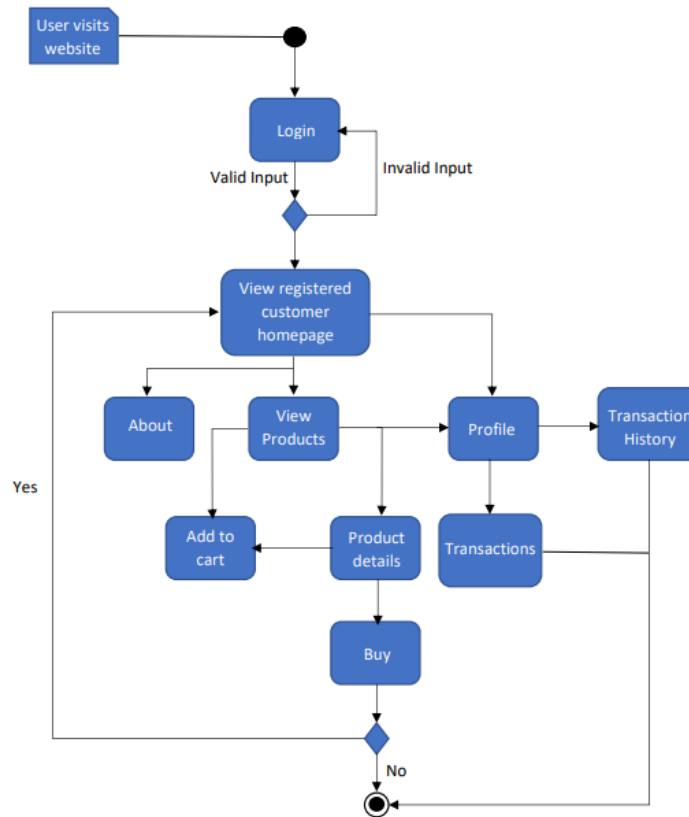 User visits
website
Login
Valid Input
Invalid Input
View registered
customer
homepage
About
View
Products
Profile
Transaction
History
Yes
Add to
cart
Product
details
Transactions
Buy
No